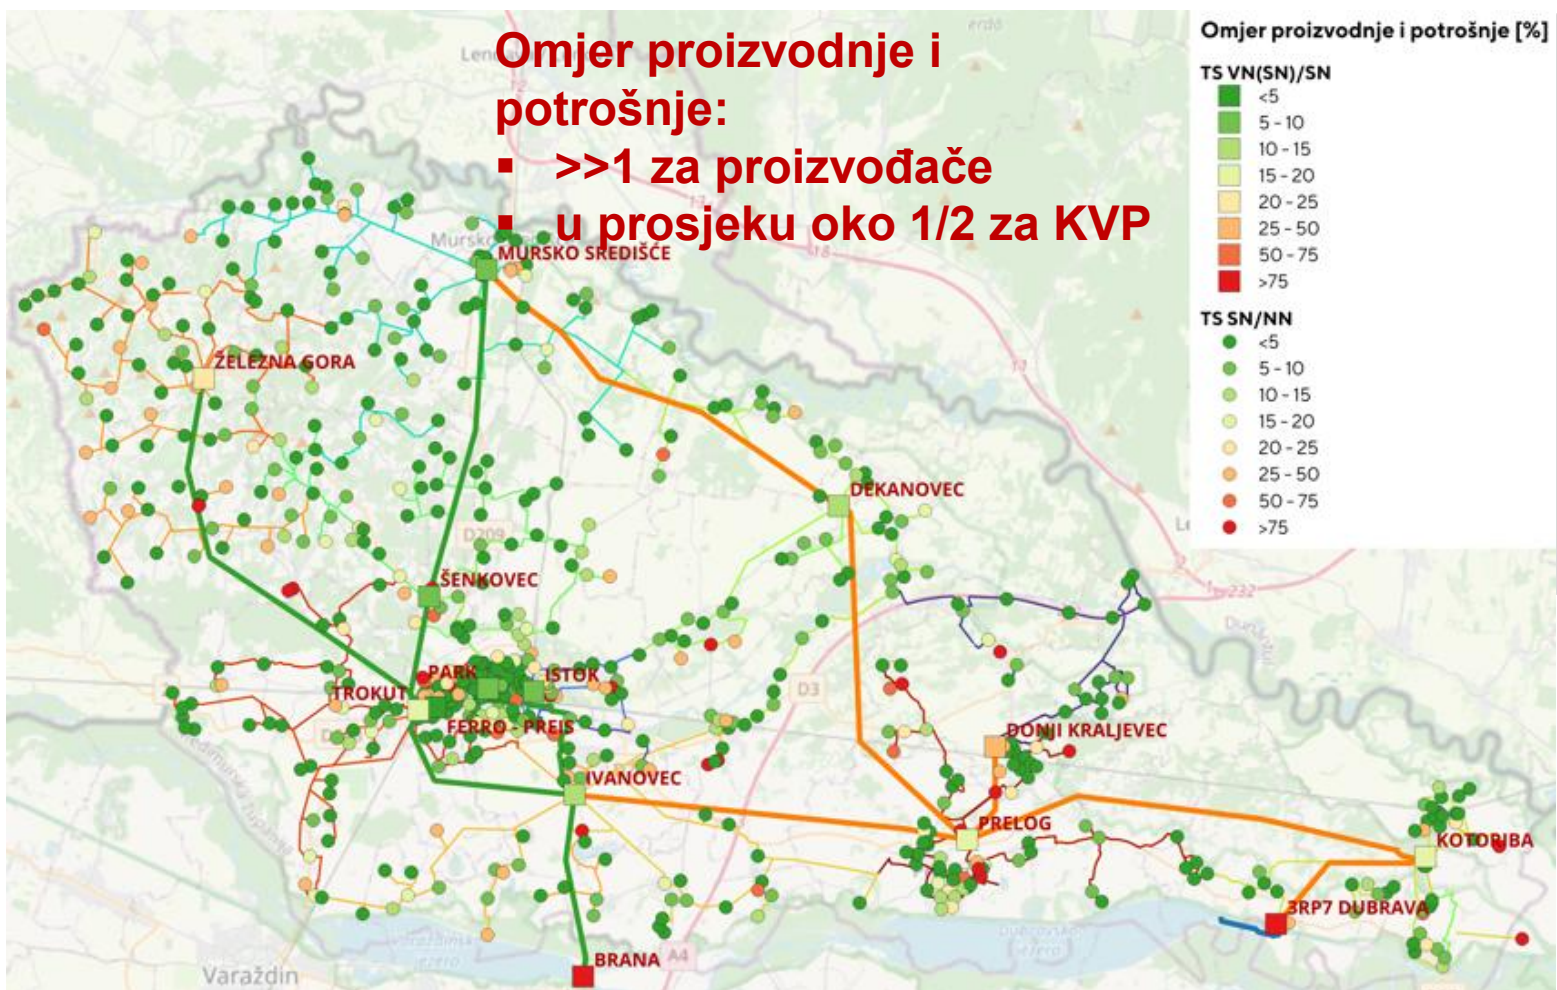 Omjer proizvodnje i
potrošnje:
▪ >>1 za proizvođače
▪ u prosjeku oko 1/2 za KVP
Omjer proizvodnje i potrošnje [%]
TS VN(SN)/SN
<5
5 - 10
10 - 15
15 - 20
20 - 25
25 - 50
50 - 75
>75
TS SN/NN
<5
5 - 10
10 - 15
15 - 20
20 - 25
25 - 50
50 - 75
>75
MURSKO SREDIŠĆE
ŽELEZNA GORA
DEKANOVEC
D209
ŠENKOVEC
232
PARK
ISTOK
TROKUT
D3
FERRO - PREIS
DONJI KRALJEVEC
IVANOVEC
PRELOG
KOTORIBA
3RP7 DUBRAVA
BRANA
A4
Varaždin